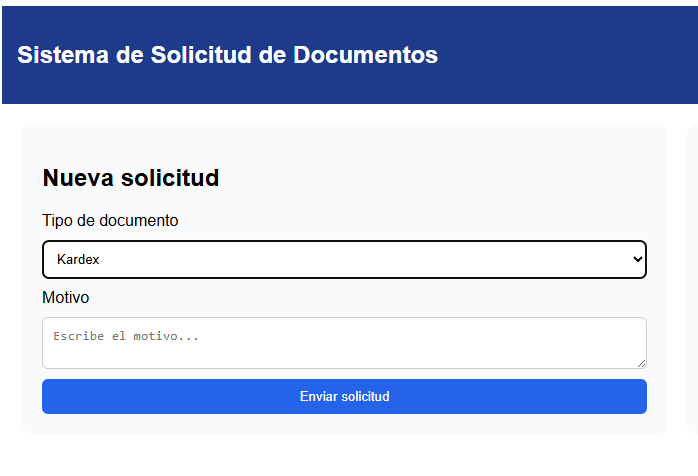 Sistema de Solicitud de Documentos
Nueva solicitud
Tipo de documento
Kardex
Motivo
Escribe el motivo...
Enviar solicitud